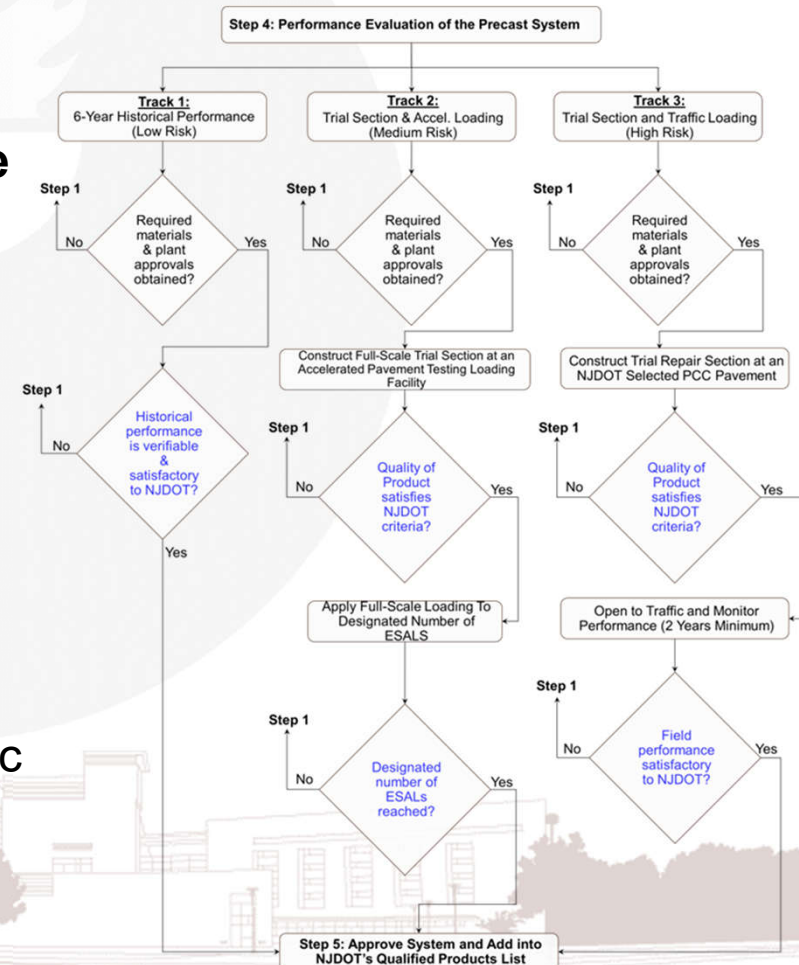 Step 4: Performance Evaluation of the Precast System
Track 1:
6-Year Historical Performance
(Low Risk)
Track 2:
Trial Section & Accel. Loading
(Medium Risk)
Track 3:
Trial Section and Traffic Loading
(High Risk)
e
Step 1
No
Required
materials
& plant
approvals
obtained?
Yes
Step 1
No
Required
materials
& plant
approvals
obtained?
Yes
Step 1
No
Required
materials
& plant
approvals
obtained?
Yes
Construct Full-Scale Trial Section at an
Accelerated Pavement Testing Loading
Facility
Construct Trial Repair Section at an
NJDOT Selected PCC Pavement
Step 1
No
Historical
performance
is verifiable
&
satisfactory
to NJDOT?
Yes
Step 1
No
Quality of
Product
satisfies
NJDOT
criteria?
Yes
Step 1
No
Quality of
Product
satisfies
NJDOT
criteria?
Yes
Apply Full-Scale Loading To
Designated Number of
ESALS
Open to Traffic and Monitor
Performance (2 Years Minimum)
c
Step 1
No
Designated
number of
ESALs
reached?
Yes
Step 1
No
Field
performance
satisfactory
to NJDOT?
Yes
Step 5: Approve System and Add into
NJDOT's Qualified Products List